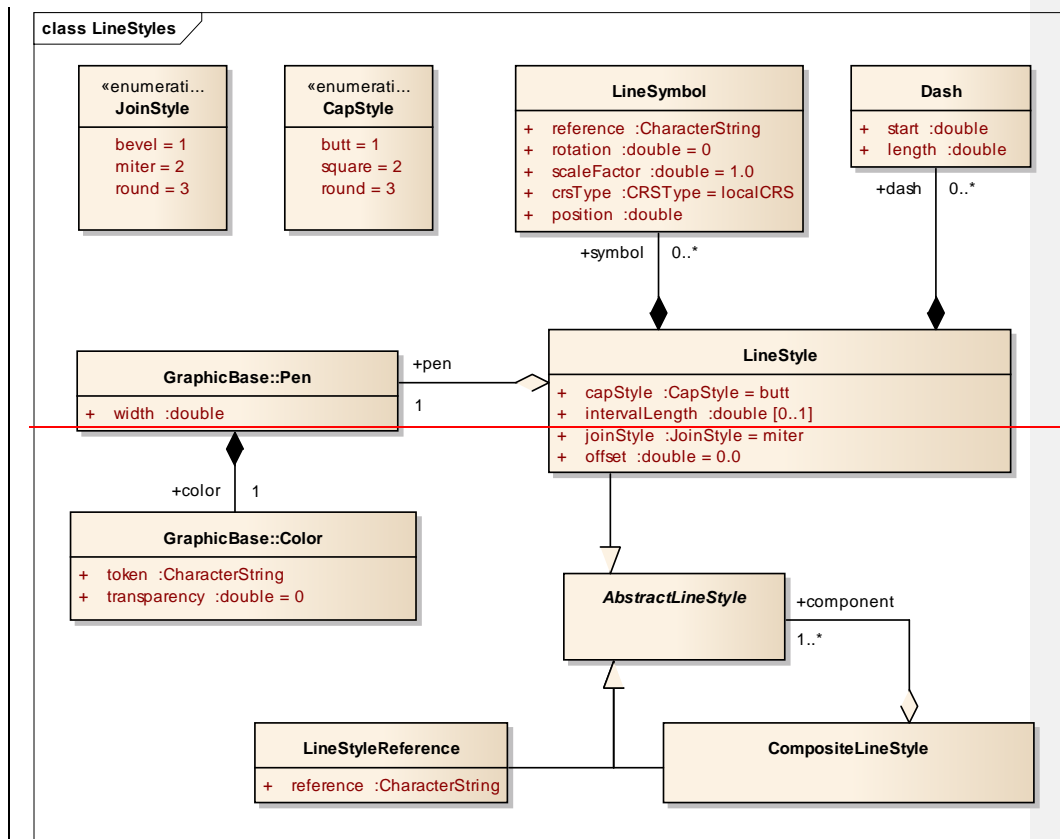 class LineStyles
«enumerati...
JoinStyle
bevel = 1
miter = 2
round = 3
«enumerati...
CapStyle
butt = 1
square = 2
round = 3
LineSymbol
+ reference :CharacterString
+ rotation :double = 0
+ scaleFactor :double = 1.0
+ crsType :CRSType = localCRS
+ position :double
Dash
+ start :double
+ length :double
+symbol 0..*
+dash 0..*
GraphicBase::Pen
+ width :double
+pen
1
LineStyle
+ capStyle :CapStyle = butt
+ intervalLength :double [0..1]
+ joinStyle :JoinStyle = miter
+ offset :double = 0.0
+color 1
GraphicBase::Color
+ token :CharacterString
+ transparency :double = 0
AbstractLineStyle
+component
1..*
LineStyleReference
+ reference :CharacterString
CompositeLineStyle